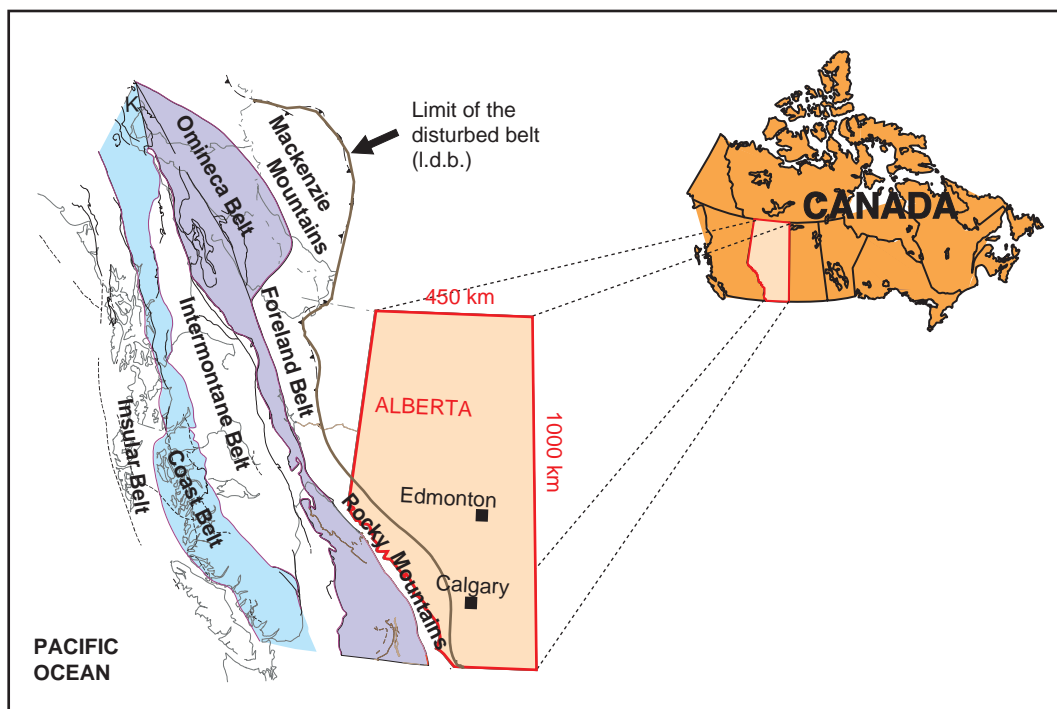 Limit of the
disturbed belt
(l.d.b.)
CANADA
Mackenzie
Mountains
Omineca Belt
450 km
Foreland Belt
Intermontane Belt
ALBERTA
Insular Belt
Coast Belt
1000 km
Edmonton
Rocky Mountains
Calgary
PACIFIC
OCEAN